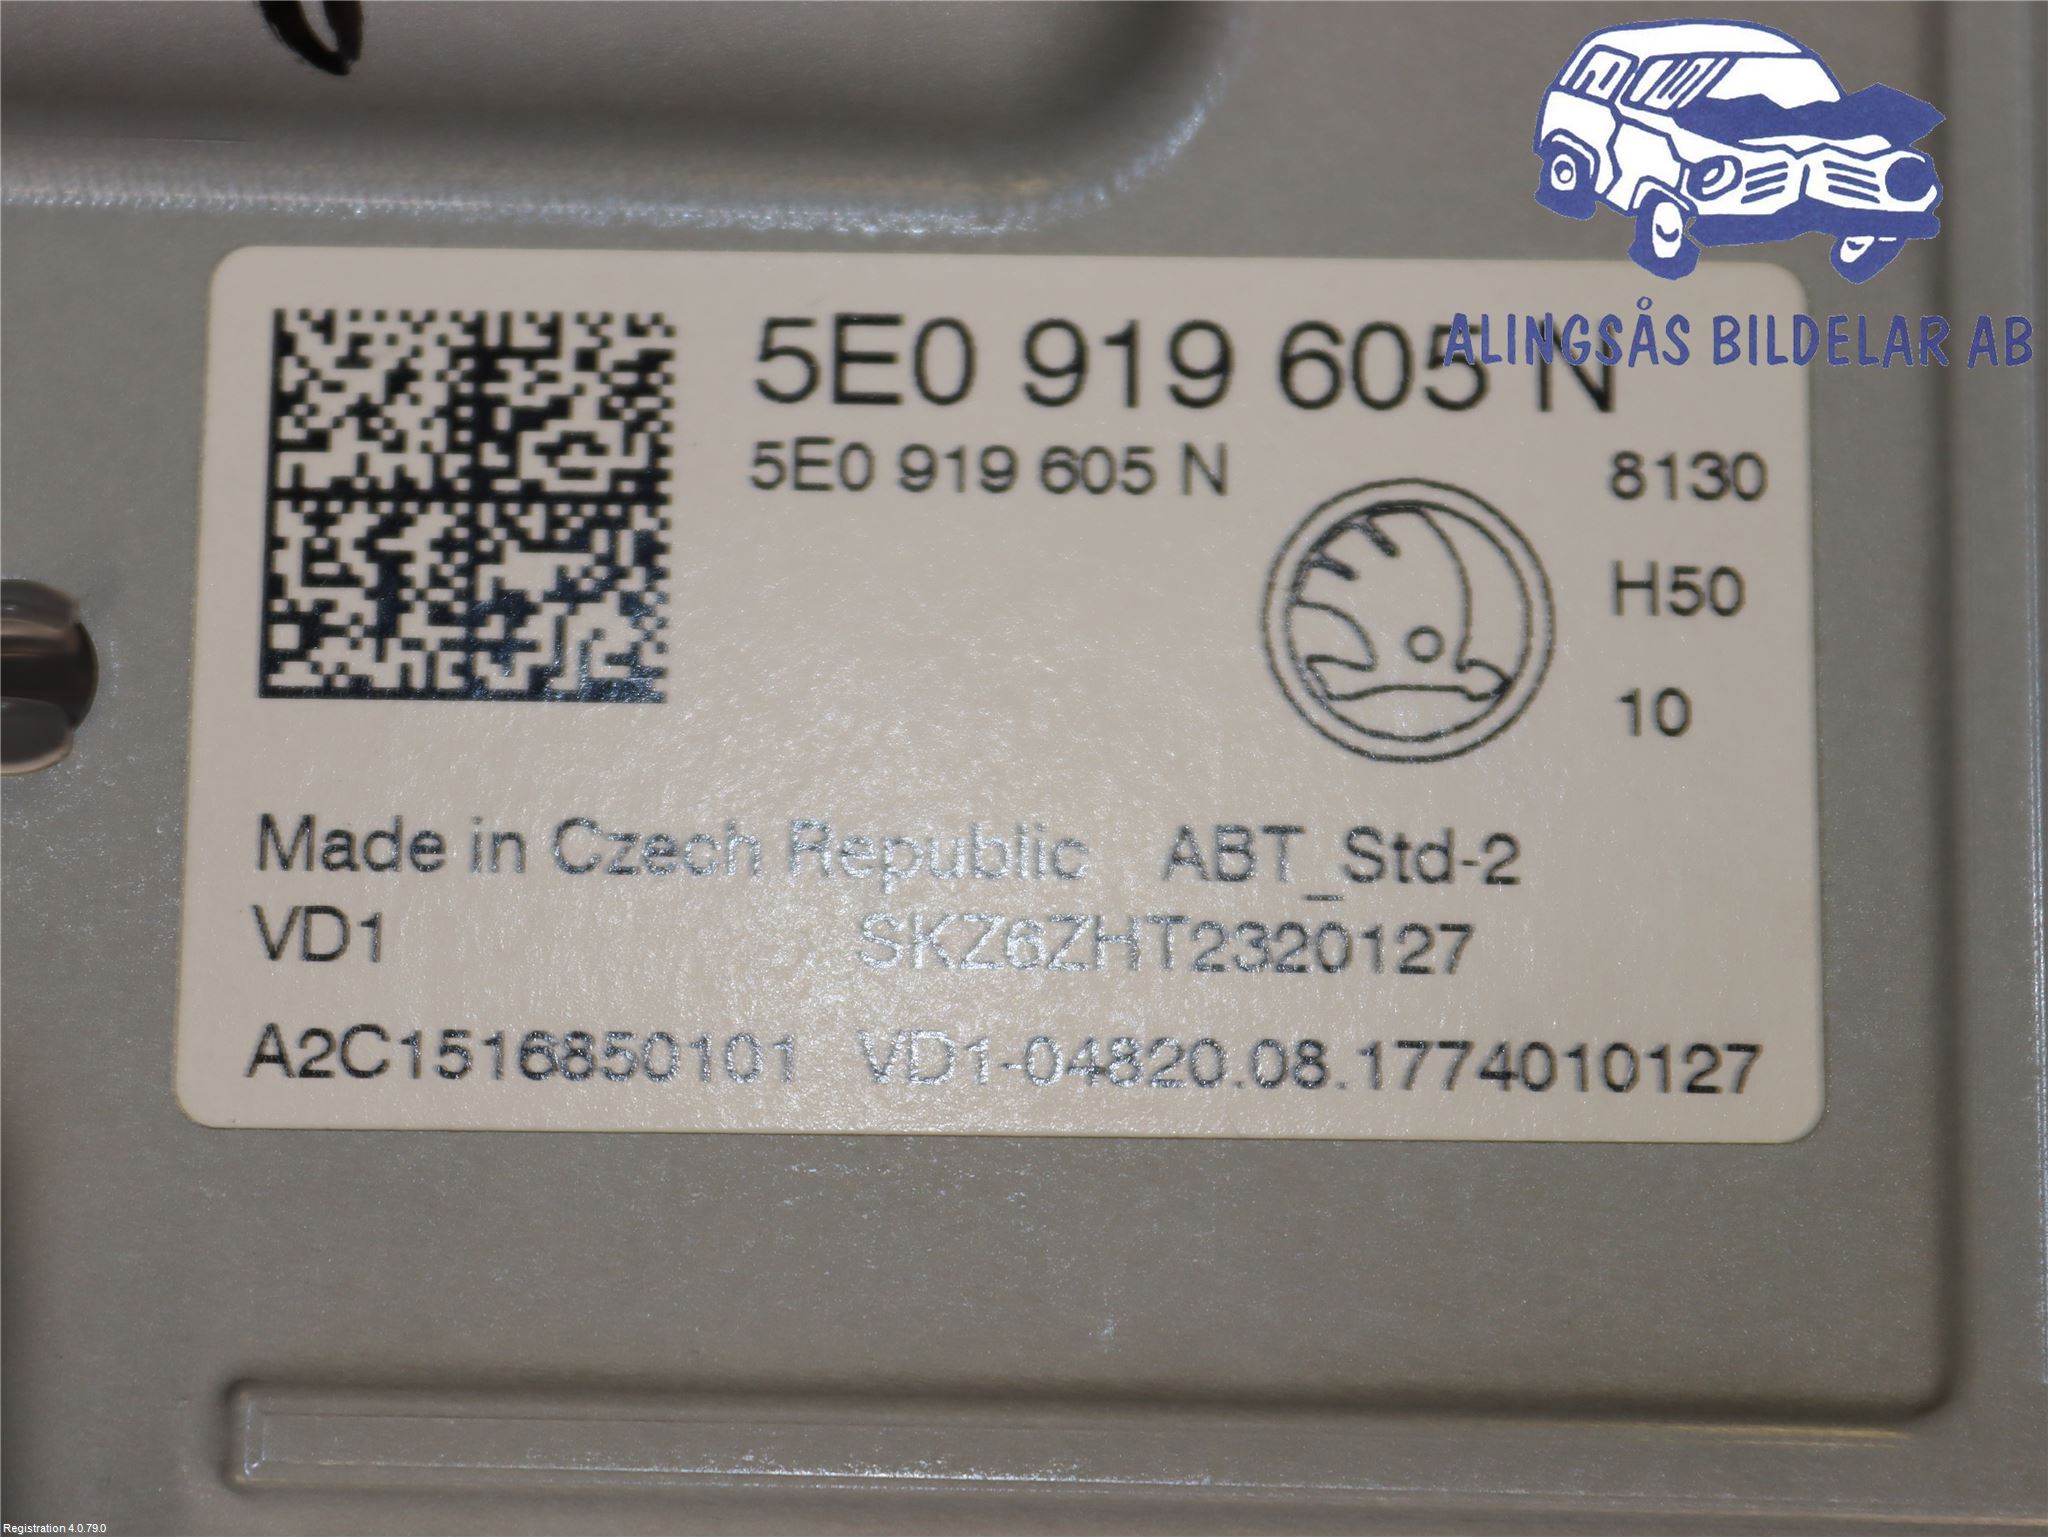 ALINGSÅS BILDELAR AB
5E0 919 605 N
5E0 919 605 N
8130
H50
10
Made in Czech Republic ABT_Std-2
VD1 SKZ6ZHT2320127
A2C1516850101 VD1-04820.08.1774010127
Registration 4.0.79.0